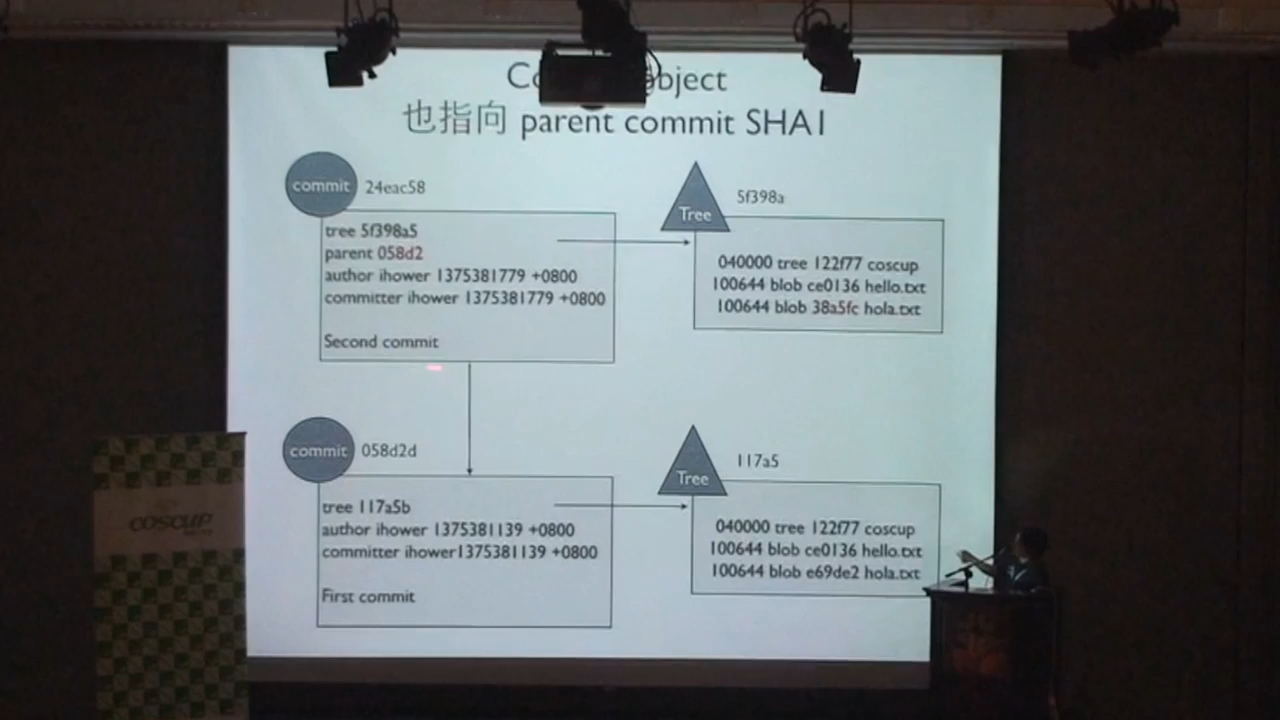 object
也指向 parent commit SHA1
commit 24eac58
tree 5f398a5
parent 058d2
author ihower 1375381779 +0800
committer ihower 1375381779 +0800
Second commit
Tree 5f398a
040000 tree 122f77 coscup
100644 blob ce0136 hello.txt
100644 blob 38a5fc hola.txt
commit 058d2d
tree 117a5b
author ihower 1375381139 +0800
committer ihower1375381139 +0800
First commit
Tree 117a5
040000 tree 122f77 coscup
100644 blob ce0136 hello.txt
100644 blob e69de2 hola.txt
COSCUP